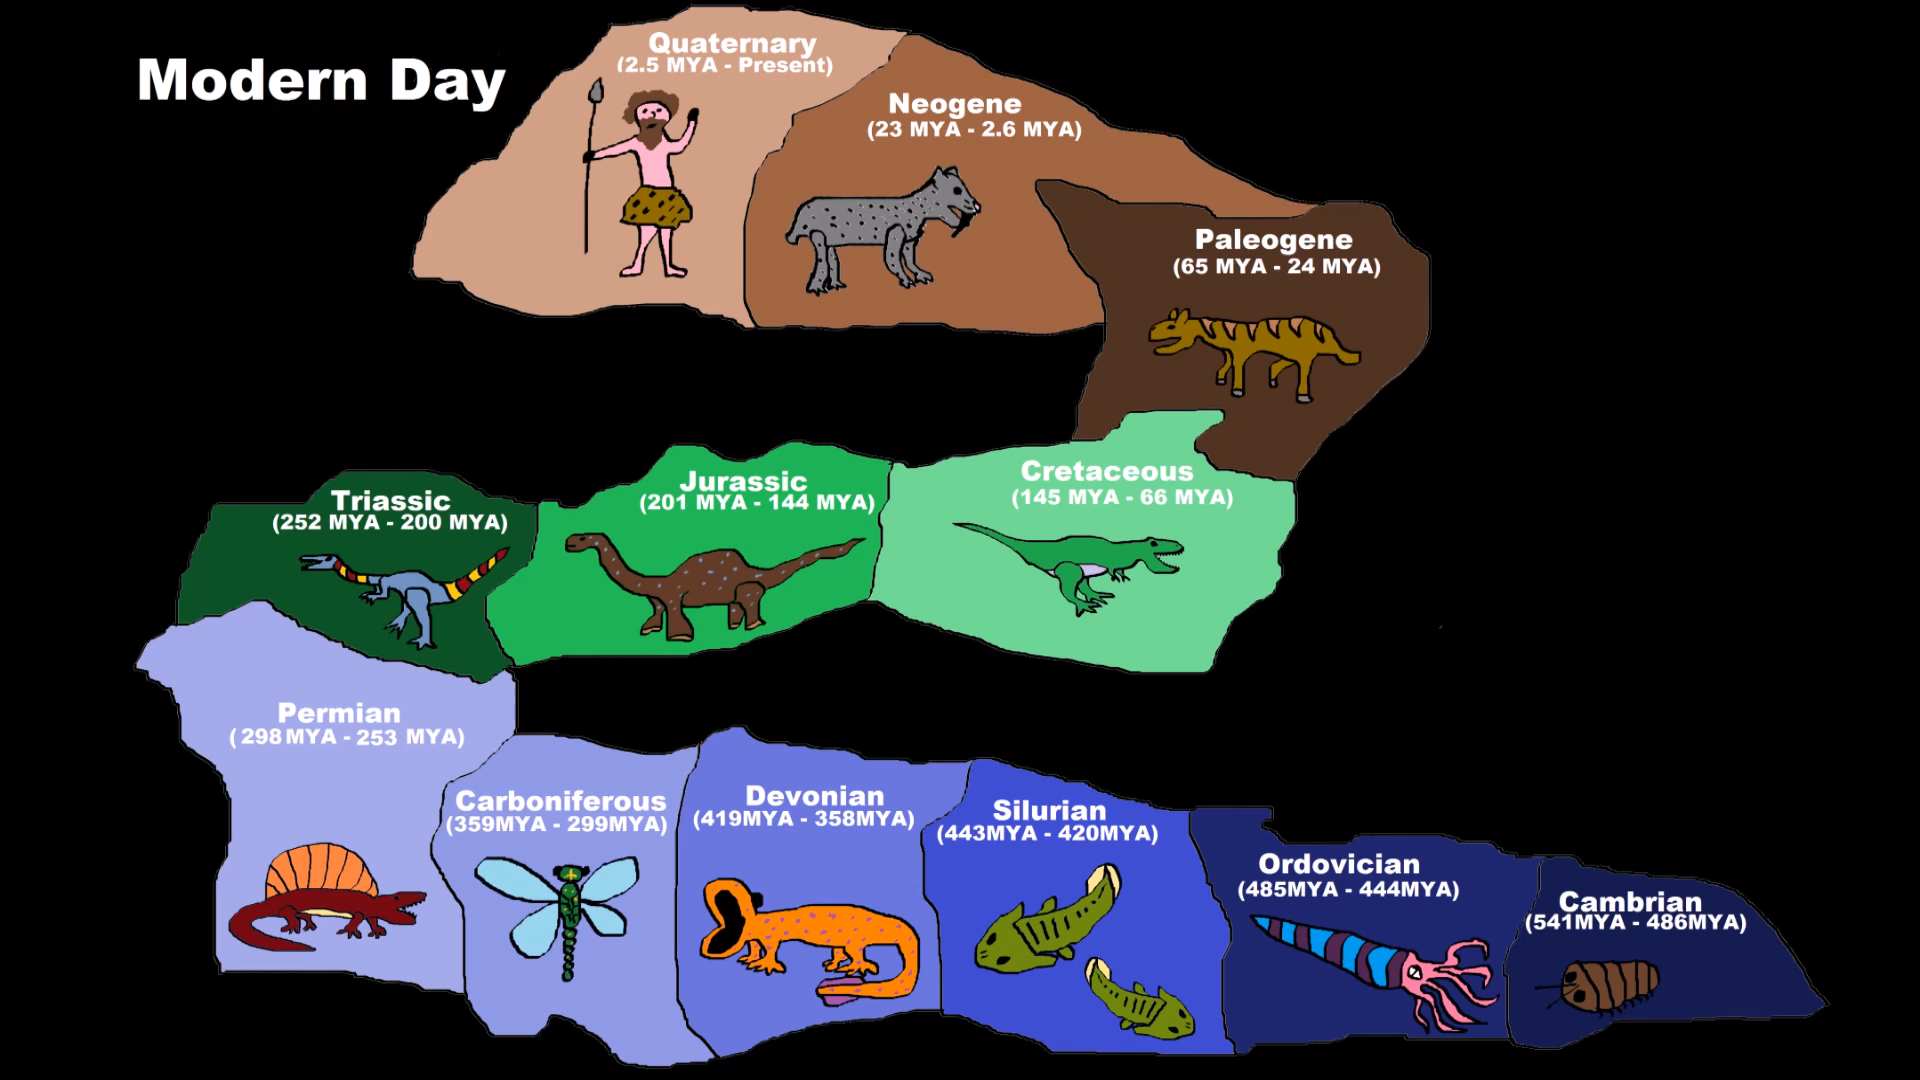 Modern Day
Quaternary
(2.5 MYA - Present)
Neogene
(23 MYA - 2.6 MYA)
Paleogene
(65 MYA - 24 MYA)
Triassic
(252 MYA - 200 MYA)
Jurassic
(201 MYA - 144 MYA)
Cretaceous
(145 MYA - 66 MYA)
Permian
( 298 MYA - 253 MYA)
Carboniferous
(359MYA - 299MYA)
Devonian
(419MYA - 358MYA)
Silurian
(443MYA - 420MYA)
Ordovician
(485MYA - 444MYA)
Cambrian
(541MYA - 486MYA)